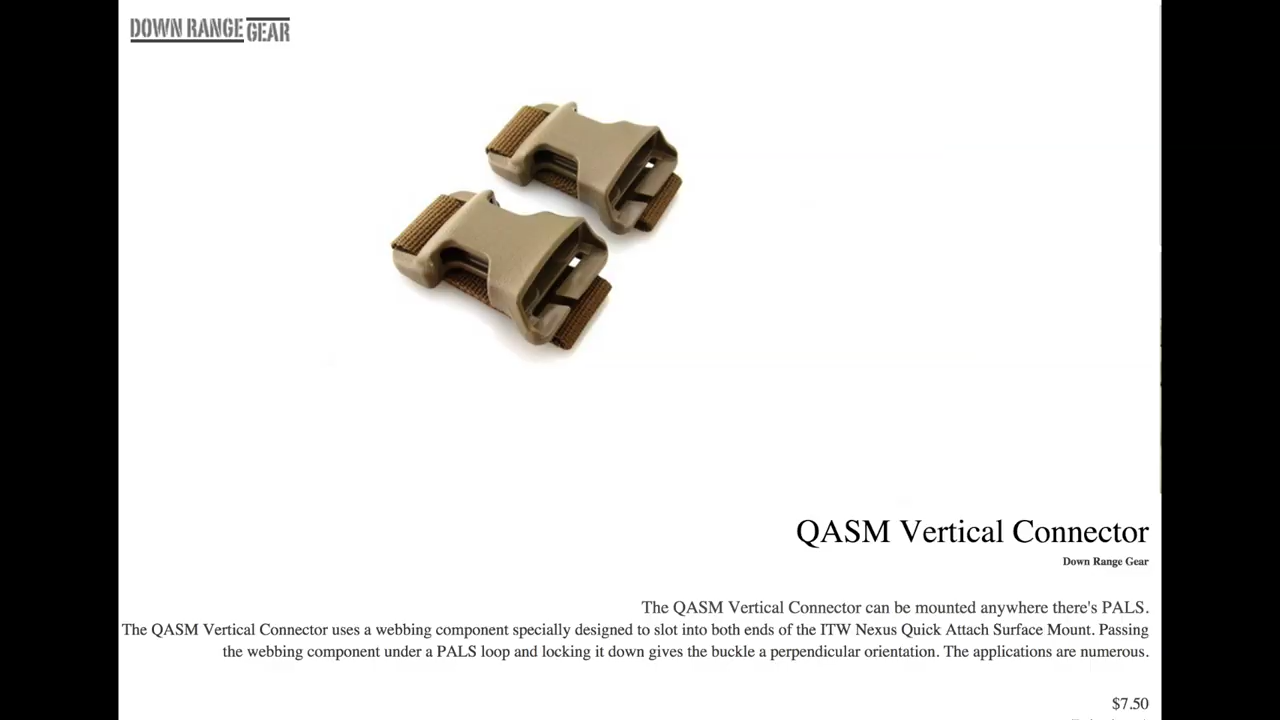 DOWN RANGE GEAR
QASM Vertical Connector
Down Range Gear
The QASM Vertical Connector can be mounted anywhere there's PALS.
The QASM Vertical Connector uses a webbing component specially designed to slot into both ends of the ITW Nexus Quick Attach Surface Mount. Passing
the webbing component under a PALS loop and locking it down gives the buckle a perpendicular orientation. The applications are numerous.
$7.50